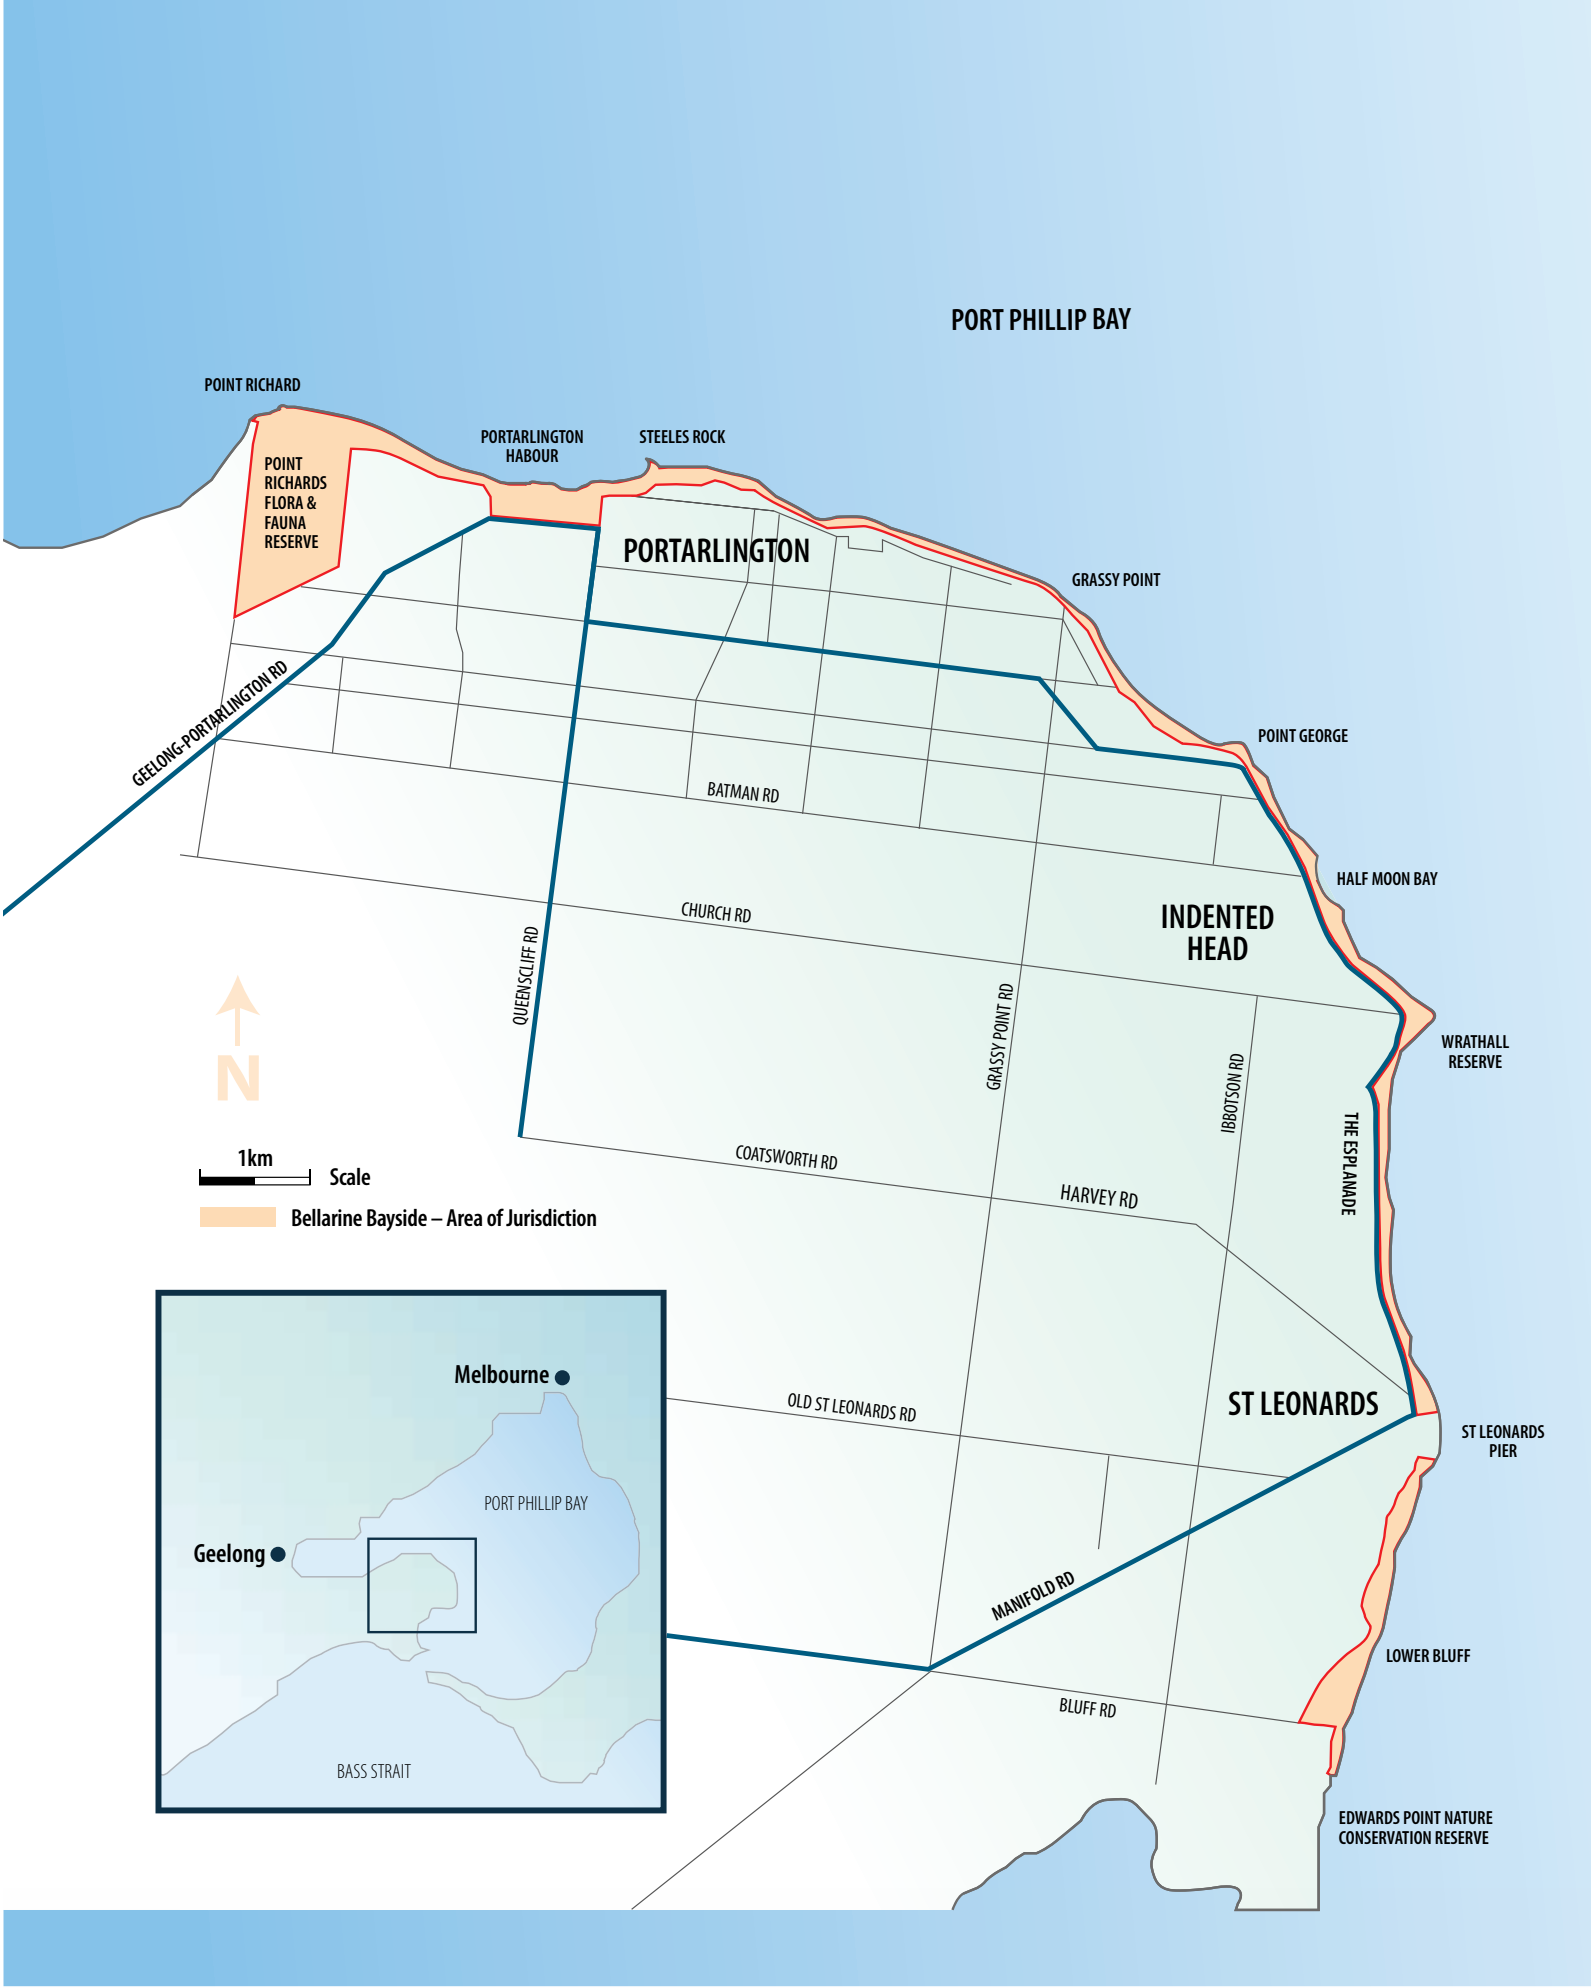 PORT PHILLIP BAY
POINT RICHARD
PORTARLINGTON
HABOUR
STEELES ROCK
POINT
RICHARDS
FLORA &
FAUNA
RESERVE
PORTARLINGTON
GRASSY POINT
GEELONG-PORTARLINGTON RD
POINT GEORGE
BATMAN RD
HALF MOON BAY
CHURCH RD
INDENTED
HEAD
QUEENSCLIFF RD
GRASSY POINT RD
WRATHALL
RESERVE
IBBOTSON RD
THE ESPLANADE
N
COATSWORTH RD
HARVEY RD
1km
Scale
Bellarine Bayside – Area of Jurisdiction
OLD ST LEONARDS RD
ST LEONARDS
ST LEONARDS
PIER
MANIFOLD RD
LOWER BLUFF
BLUFF RD
EDWARDS POINT NATURE
CONSERVATION RESERVE
Melbourne
PORT PHILLIP BAY
Geelong
BASS STRAIT